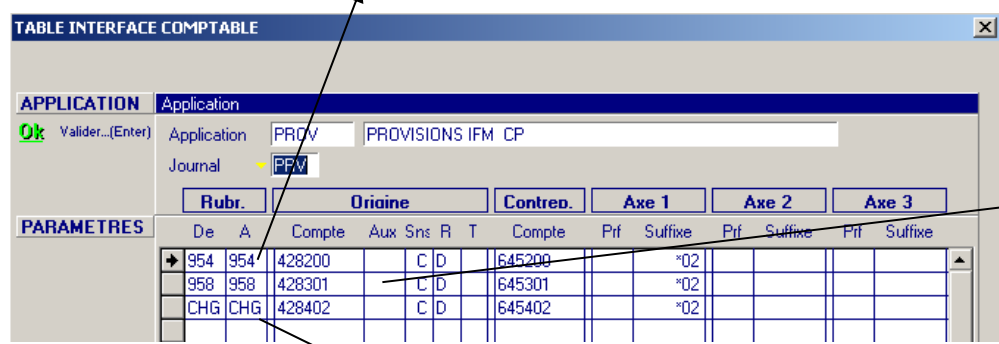 TABLE INTERFACE COMPTABLE
APPLICATION Application
Ok Valider...(Enter) Application PROV PROVISIONS IFM CP
Journal PRV
Rubr. Origine Contrep. Axe 1 Axe 2 Axe 3
PARAMETRES De A Compte Aux Sns R T Compte Prf Suffixe Prf Suffixe Prf Suffixe
954 954 428200 C D 645200 *02
958 958 428301 C D 645301 *02
CHG CHG 428402 C D 645402 *02